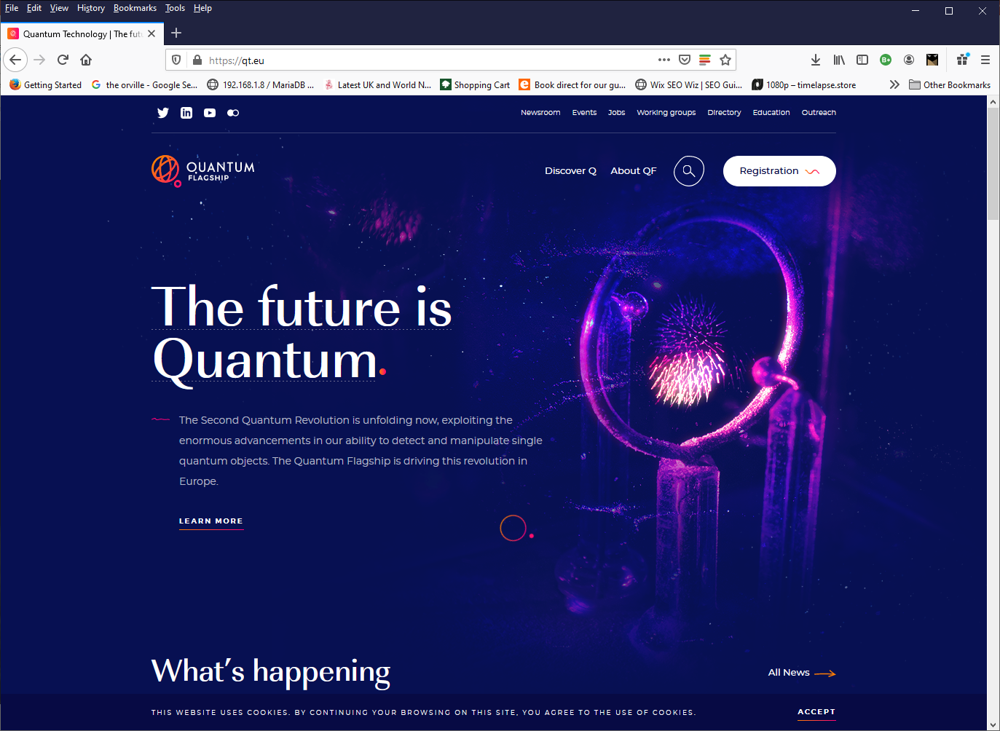 File Edit View History Bookmarks Tools Help
Quantum Technology | The futu
https://qt.eu
Getting Started
the orville - Google Se...
192.168.1.8 / MariaDB ...
Latest UK and World N...
Shopping Cart
Book direct for our gu...
Wix SEO Wiz | SEO Gui...
1080p – timelapse.store
Other Bookmarks
Newsroom Events Jobs Working groups Directory Education Outreach
QUANTUM
FLAGSHIP
Discover Q About QF
Registration
The future is
Quantum.
The Second Quantum Revolution is unfolding now, exploiting the
enormous advancements in our ability to detect and manipulate single
quantum objects. The Quantum Flagship is driving this revolution in
Europe.
LEARN MORE
What's happening
All News
THIS WEBSITE USES COOKIES. BY CONTINUING YOUR BROWSING ON THIS SITE, YOU AGREE TO THE USE OF COOKIES.
ACCEPT